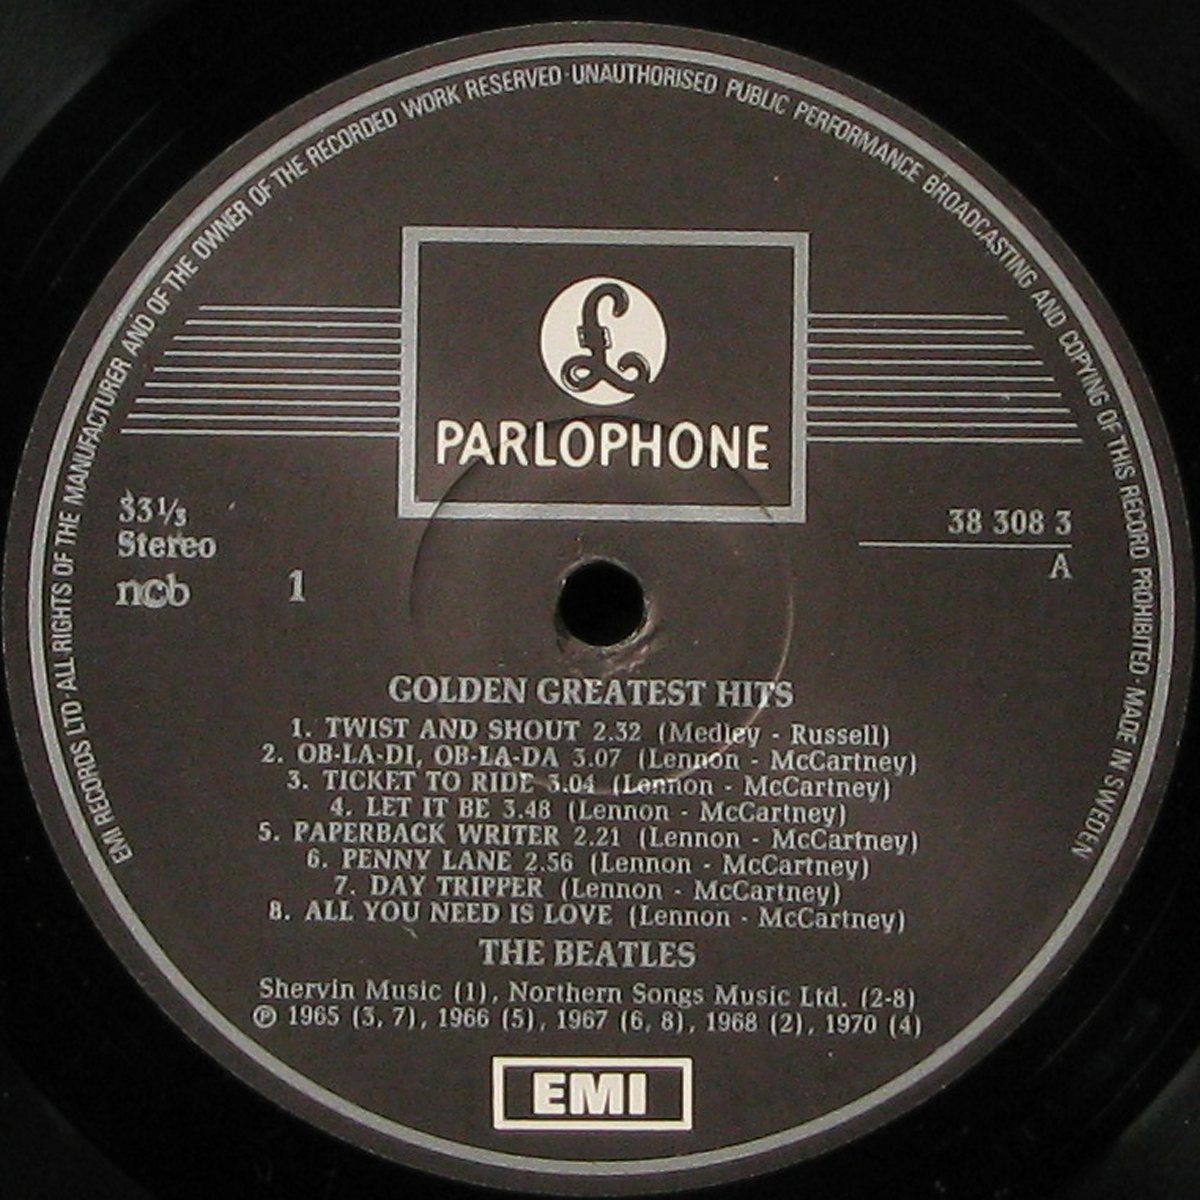 EMI RECORDS LTD · ALL RIGHTS OF THE MANUFACTURER AND OF THE OWNER OF THE RECORDED WORK RESERVED · UNAUTHORISED PUBLIC PERFORMANCE BROADCASTING AND COPYING OF THIS RECORD PROHIBITED · MADE IN SWEDEN
£
PARLOPHONE
33 1/3
Stereo
ncb 1
38 308 3
A
GOLDEN GREATEST HITS
1. TWIST AND SHOUT 2.32 (Medley - Russell)
2. OB-LA-DI, OB-LA-DA 3.07 (Lennon - McCartney)
3. TICKET TO RIDE 3.04 (Lennon - McCartney)
4. LET IT BE 3.48 (Lennon - McCartney)
5. PAPERBACK WRITER 2.21 (Lennon - McCartney)
6. PENNY LANE 2.56 (Lennon - McCartney)
7. DAY TRIPPER (Lennon - McCartney)
8. ALL YOU NEED IS LOVE (Lennon - McCartney)
THE BEATLES
Shervin Music (1), Northern Songs Music Ltd. (2-8)
℗ 1965 (3, 7), 1966 (5), 1967 (6, 8), 1968 (2), 1970 (4)
EMI